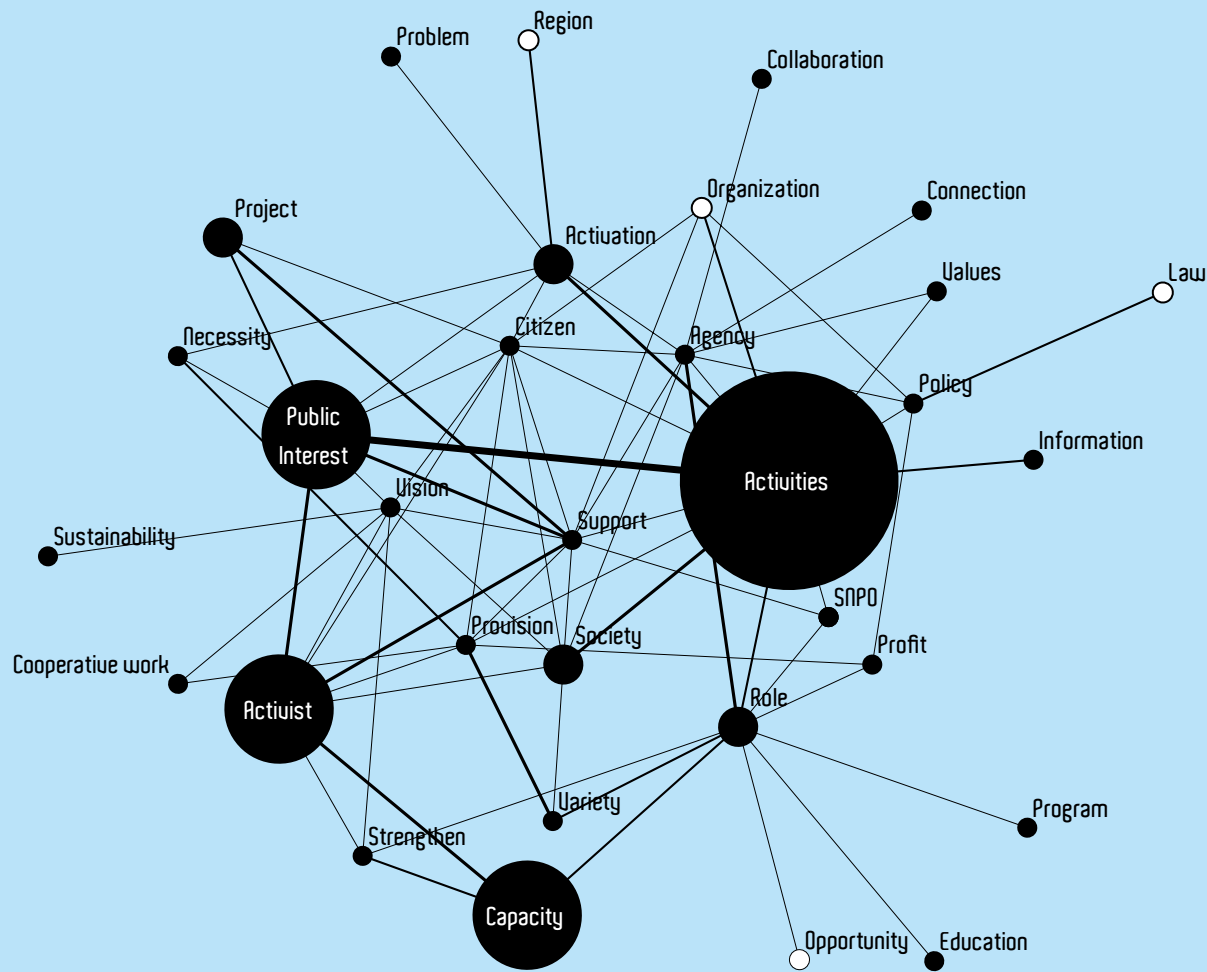 Region
Problem
Collaboration
Organization
Connection
Project
Activation
Values
Law
Citizen
Necessity
Agency
Policy
Public
Interest
Information
Activities
Vision
Support
Sustainability
SNPO
Provision
Society
Profit
Cooperative work
Role
Activist
Variety
Program
Strengthen
Capacity
Opportunity
Education